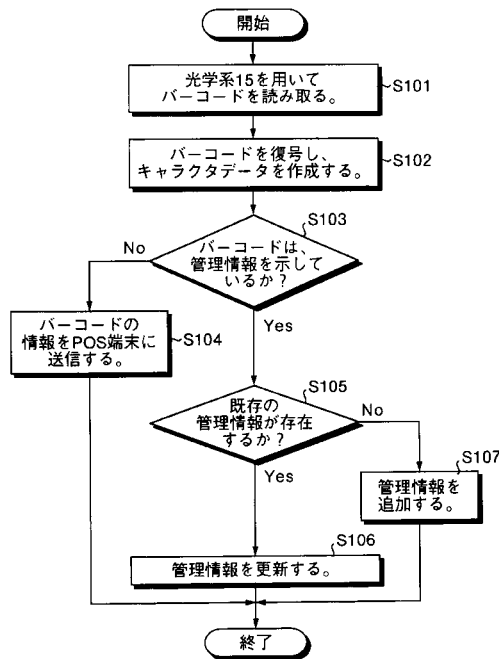 開始
光学系15を用いて
バーコードを読み取る。
S101
バーコードを復号し、
キャラクタデータを作成する。
S102
S103
バーコードは、
管理情報を示して
いるか？
No
Yes
バーコードの
情報をPOS端末に
送信する。
S104
S105
既存の
管理情報が存在
するか？
No
Yes
S107
管理情報を
追加する。
S106
管理情報を更新する。
終了